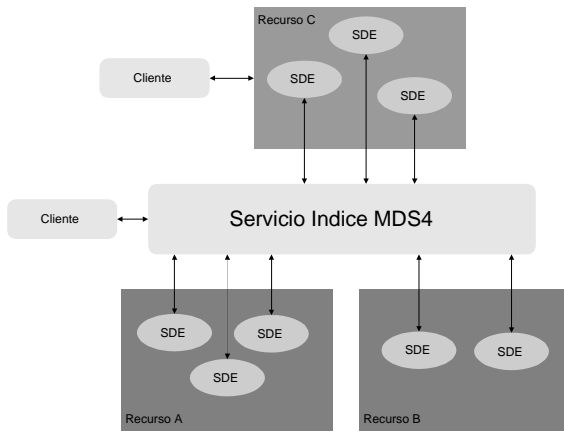 Recurso C
SDE
SDE
SDE
Cliente
Cliente
Servicio Indice MDS4
SDE
SDE
SDE
Recurso A
SDE
SDE
Recurso B